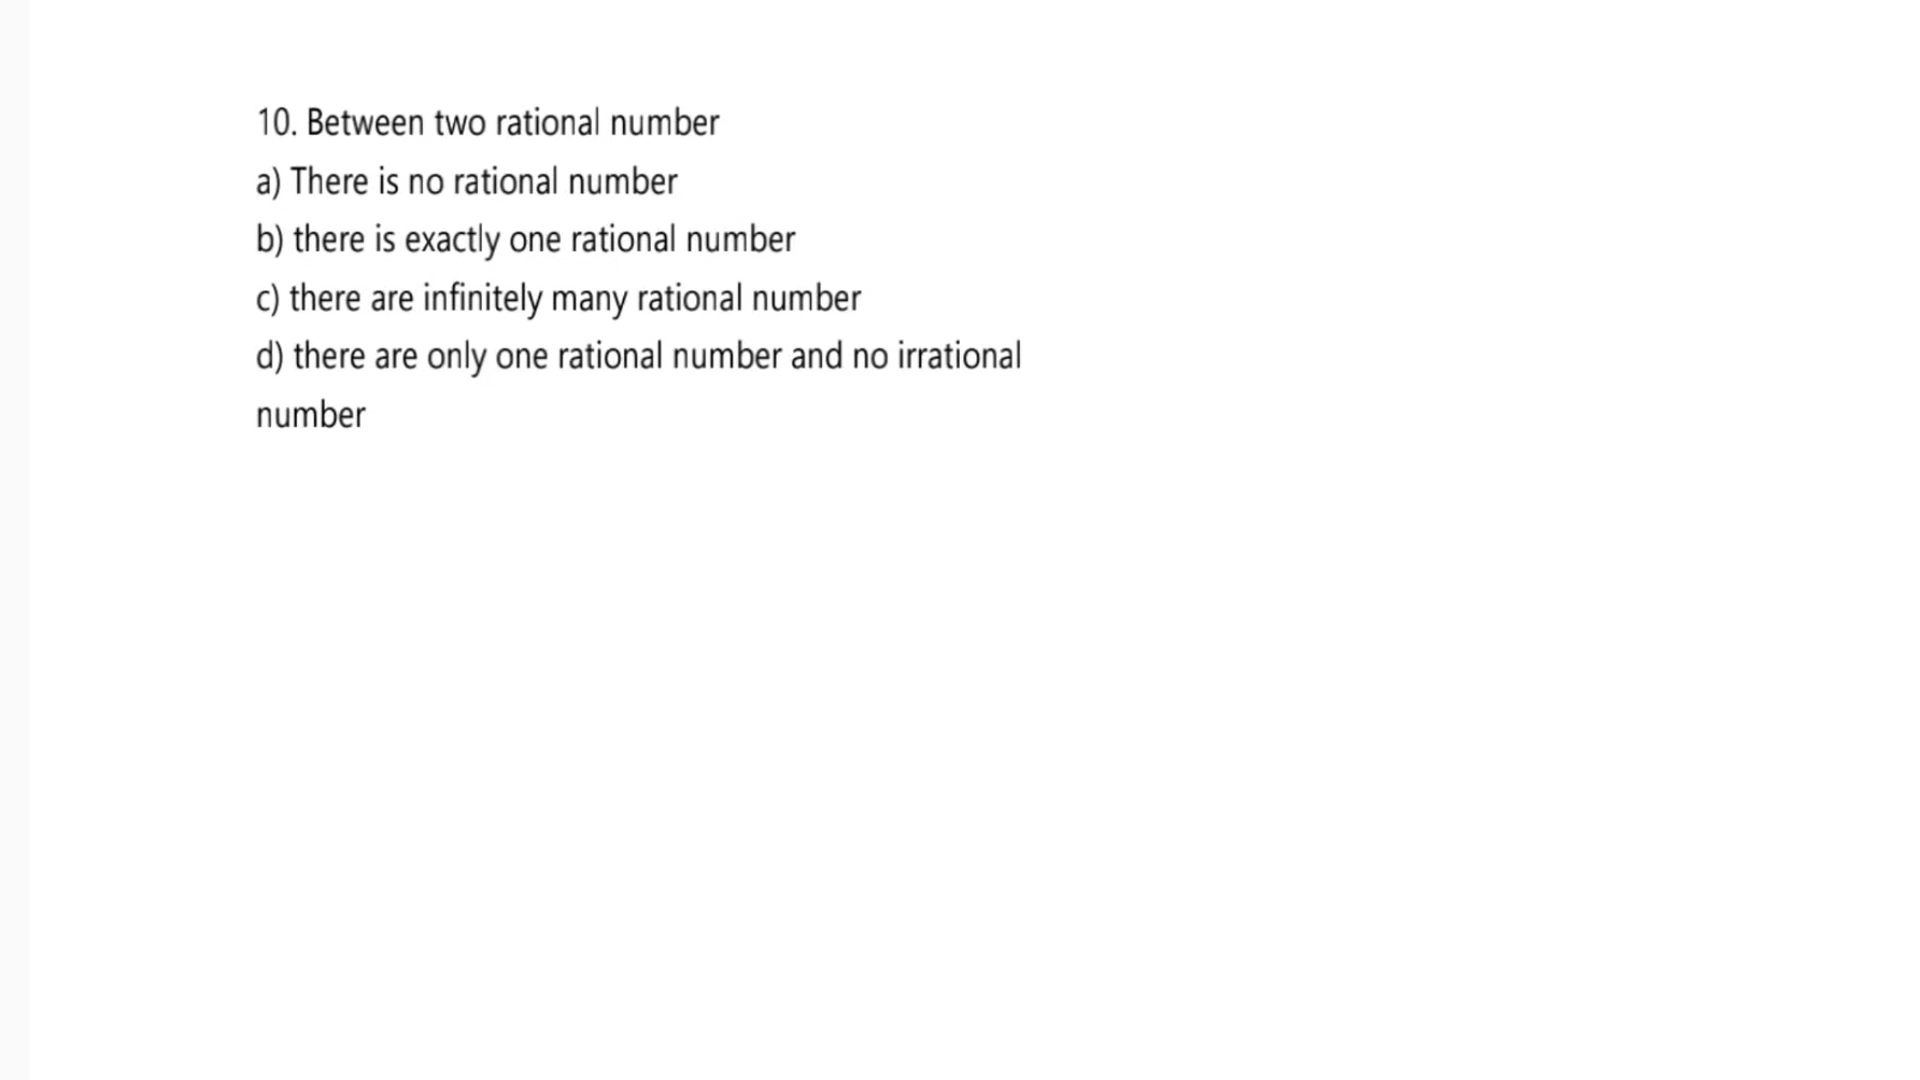 10. Between two rational number
a) There is no rational number
b) there is exactly one rational number
c) there are infinitely many rational number
d) there are only one rational number and no irrational
number